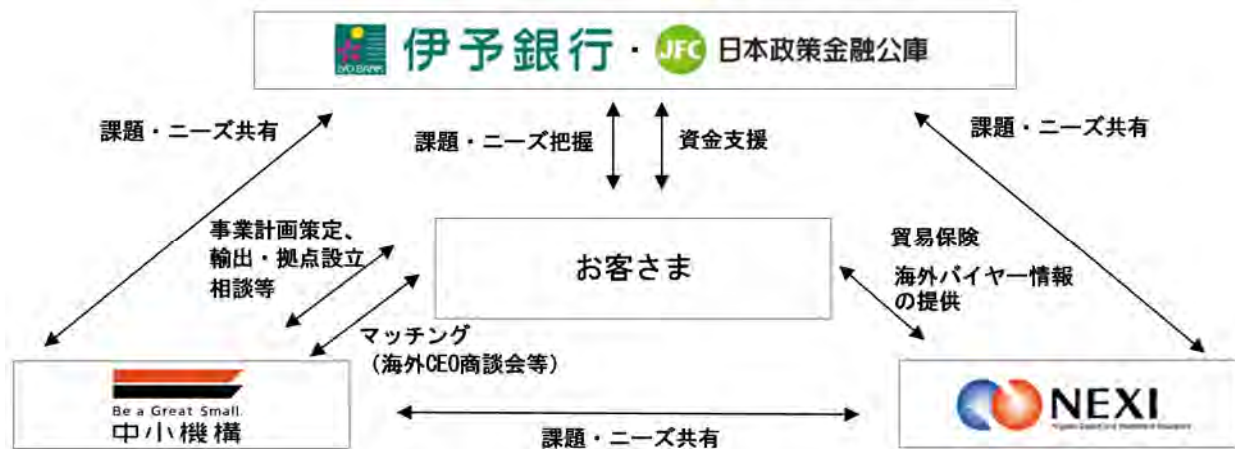 IYO BANK
伊予銀行・JFC 日本政策金融公庫
課題・ニーズ共有
課題・ニーズ把握
資金支援
課題・ニーズ共有
事業計画策定、
輸出・拠点設立
相談等
お客さま
貿易保険
海外バイヤー情報
の提供
マッチング
（海外CEO商談会等）
Be a Great Small.
中小機構
NEXI
課題・ニーズ共有